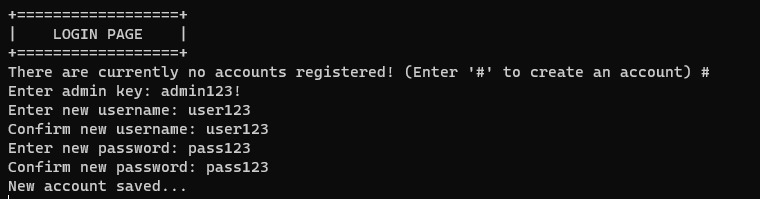 +==================+
|    LOGIN PAGE    |
+==================+
There are currently no accounts registered! (Enter '#' to create an account) #
Enter admin key: admin123!
Enter new username: user123
Confirm new username: user123
Enter new password: pass123
Confirm new password: pass123
New account saved...